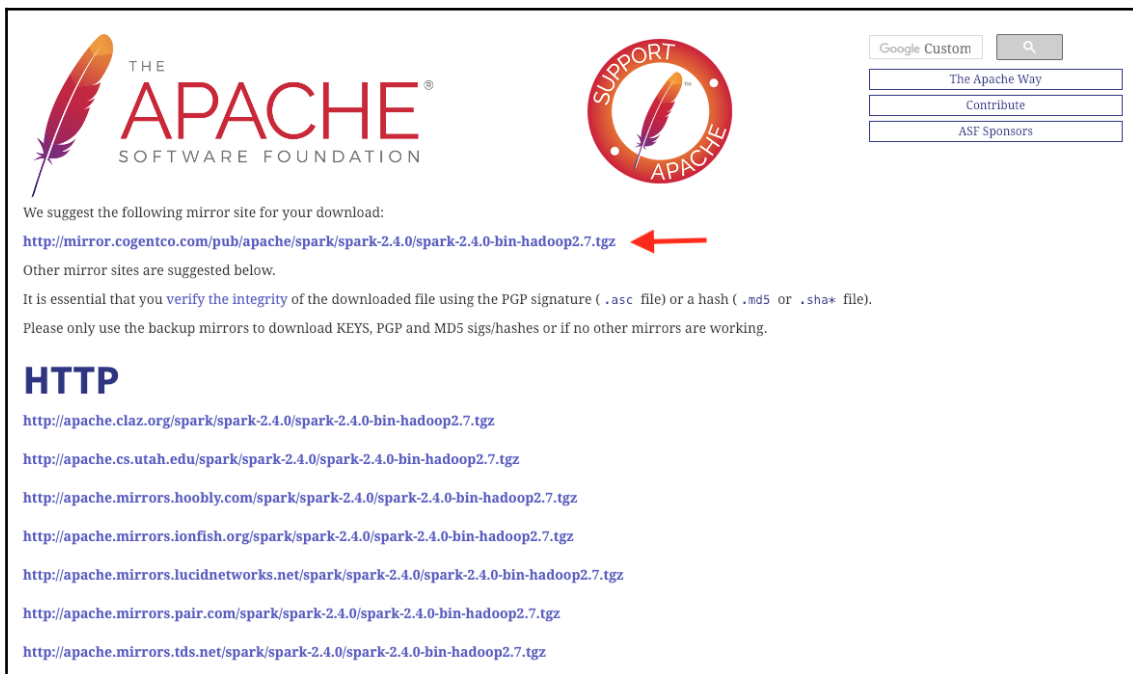 THE
APACHE®
SOFTWARE FOUNDATION
SUPPORT
APACHE
™
Google Custom
The Apache Way
Contribute
ASF Sponsors
We suggest the following mirror site for your download:
http://mirror.cogentco.com/pub/apache/spark/spark-2.4.0/spark-2.4.0-bin-hadoop2.7.tgz
Other mirror sites are suggested below.
It is essential that you verify the integrity of the downloaded file using the PGP signature ( .asc file) or a hash ( .md5 or .sha* file).
Please only use the backup mirrors to download KEYS, PGP and MD5 sigs/hashes or if no other mirrors are working.
HTTP
http://apache.claz.org/spark/spark-2.4.0/spark-2.4.0-bin-hadoop2.7.tgz
http://apache.cs.utah.edu/spark/spark-2.4.0/spark-2.4.0-bin-hadoop2.7.tgz
http://apache.mirrors.hoobly.com/spark/spark-2.4.0/spark-2.4.0-bin-hadoop2.7.tgz
http://apache.mirrors.ionfish.org/spark/spark-2.4.0/spark-2.4.0-bin-hadoop2.7.tgz
http://apache.mirrors.lucidnetworks.net/spark/spark-2.4.0/spark-2.4.0-bin-hadoop2.7.tgz
http://apache.mirrors.pair.com/spark/spark-2.4.0/spark-2.4.0-bin-hadoop2.7.tgz
http://apache.mirrors.tds.net/spark/spark-2.4.0/spark-2.4.0-bin-hadoop2.7.tgz